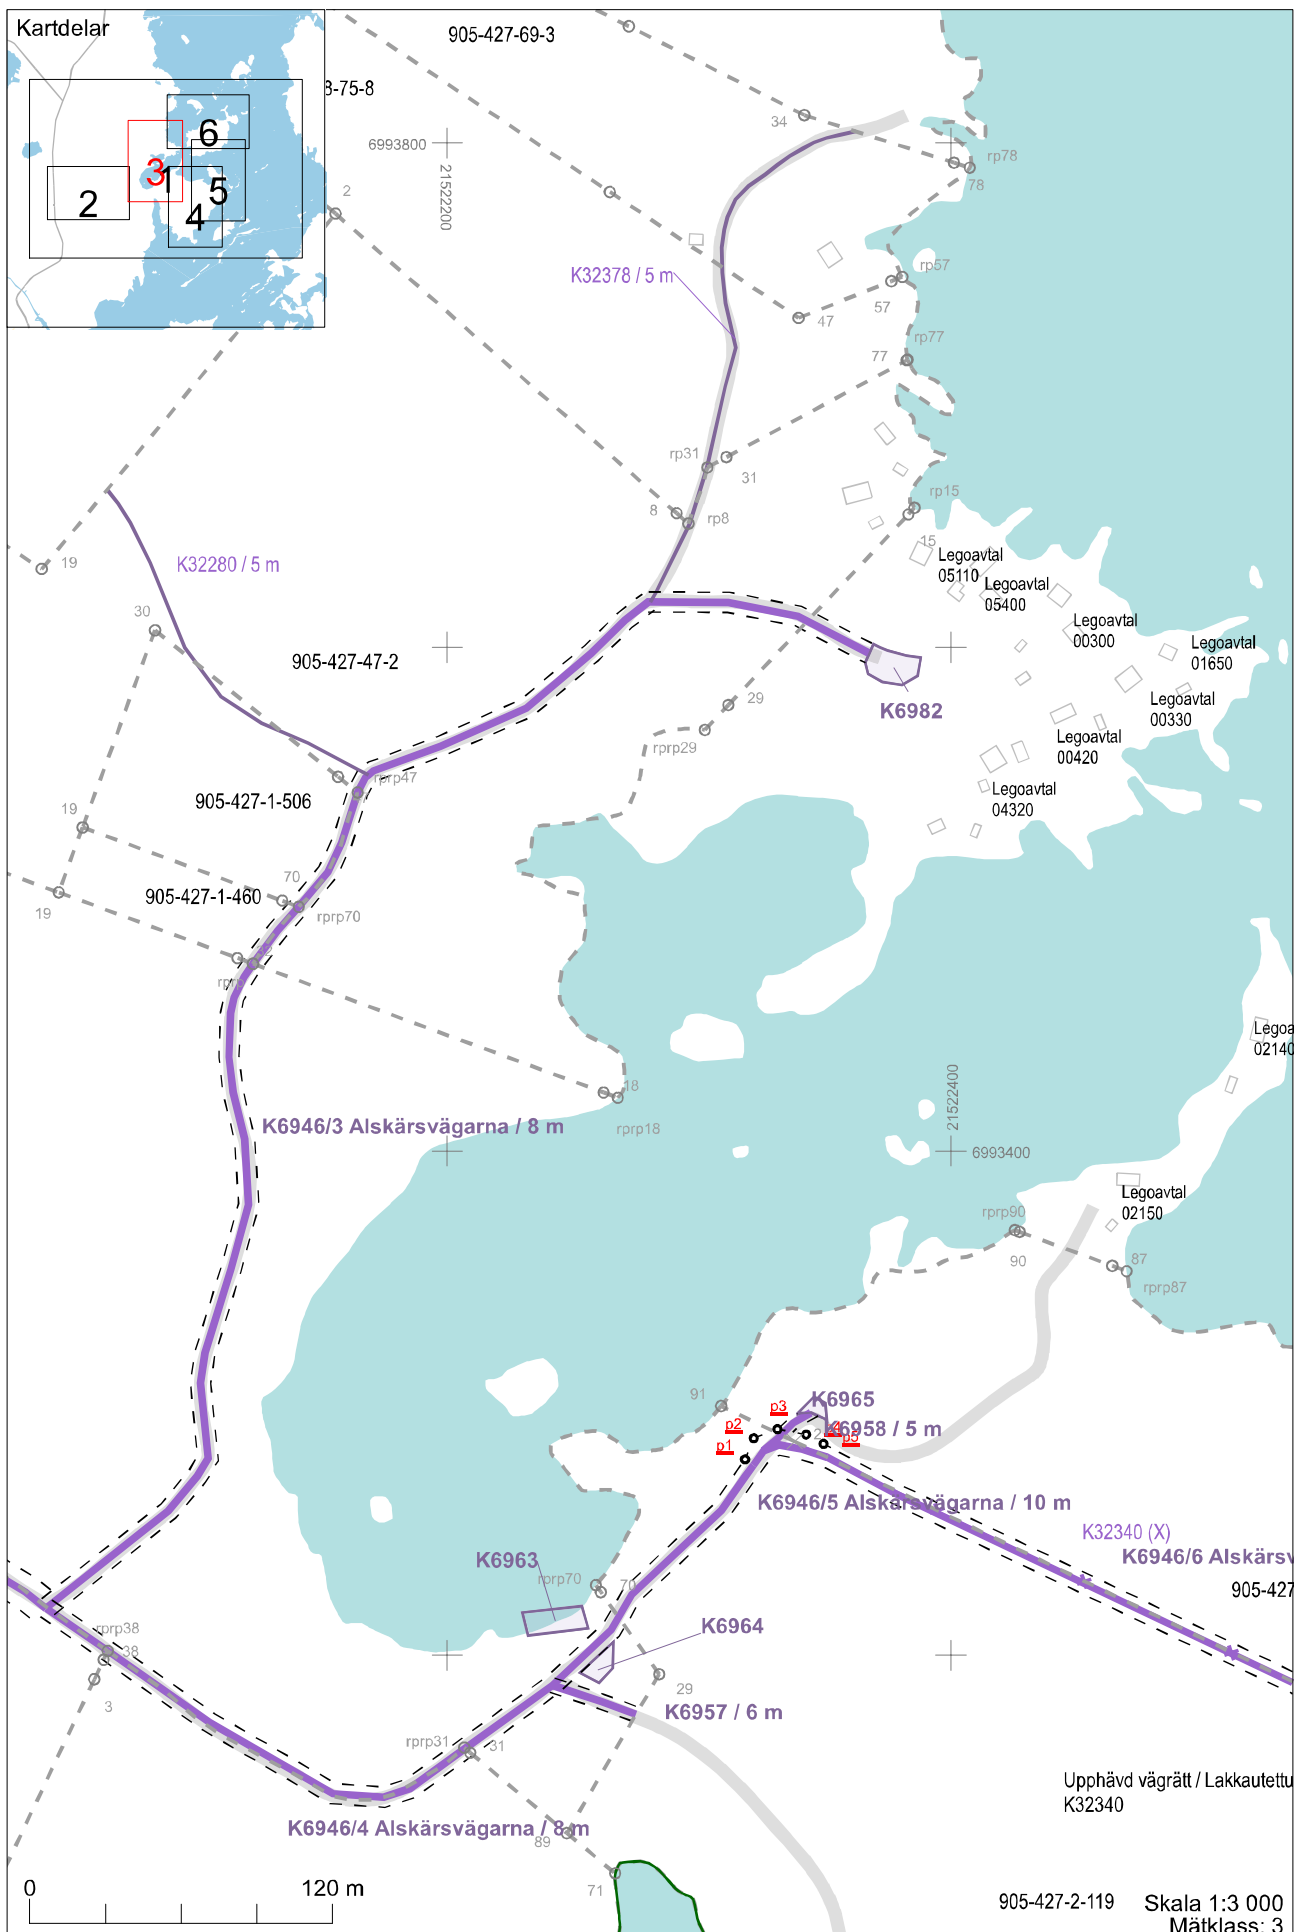 Kartdelar
6
3
1
5
2
4
905-427-69-3
3-75-8
34
6993800
21522200
rp78
78
2
K32378 / 5 m
rp57
57
47
rp77
77
rp31
31
8
rp8
rp15
15
19
K32280 / 5 m
Legoavtal
05110
Legoavtal
05400
30
Legoavtal
00300
Legoavtal
01650
905-427-47-2
K6982
29
rprp29
Legoavtal
00330
Legoavtal
00420
rprp47
905-427-1-506
Legoavtal
04320
19
70
905-427-1-460
rprp70
19
Legoa
02140
18
rprp18
21522400
K6946/3 Alskärsvägarna / 8 m
6993400
Legoavtal
02150
rprp90
90
87
rprp87
91
K6965
p3
p2
K6958 / 5 m
p1
p5
K6946/5 Alskärsvägarna / 10 m
K32340 (X)
K6946/6 Alskärsv
K6963
rprp70
70
905-427
rprp38
38
K6964
3
29
K6957 / 6 m
rprp31
31
Upphävd vägrätt / Lakkautettu
K32340
K6946/4 Alskärsvägarna / 8 m
89
71
0
120 m
905-427-2-119
Skala 1:3 000
Mätklass: 3